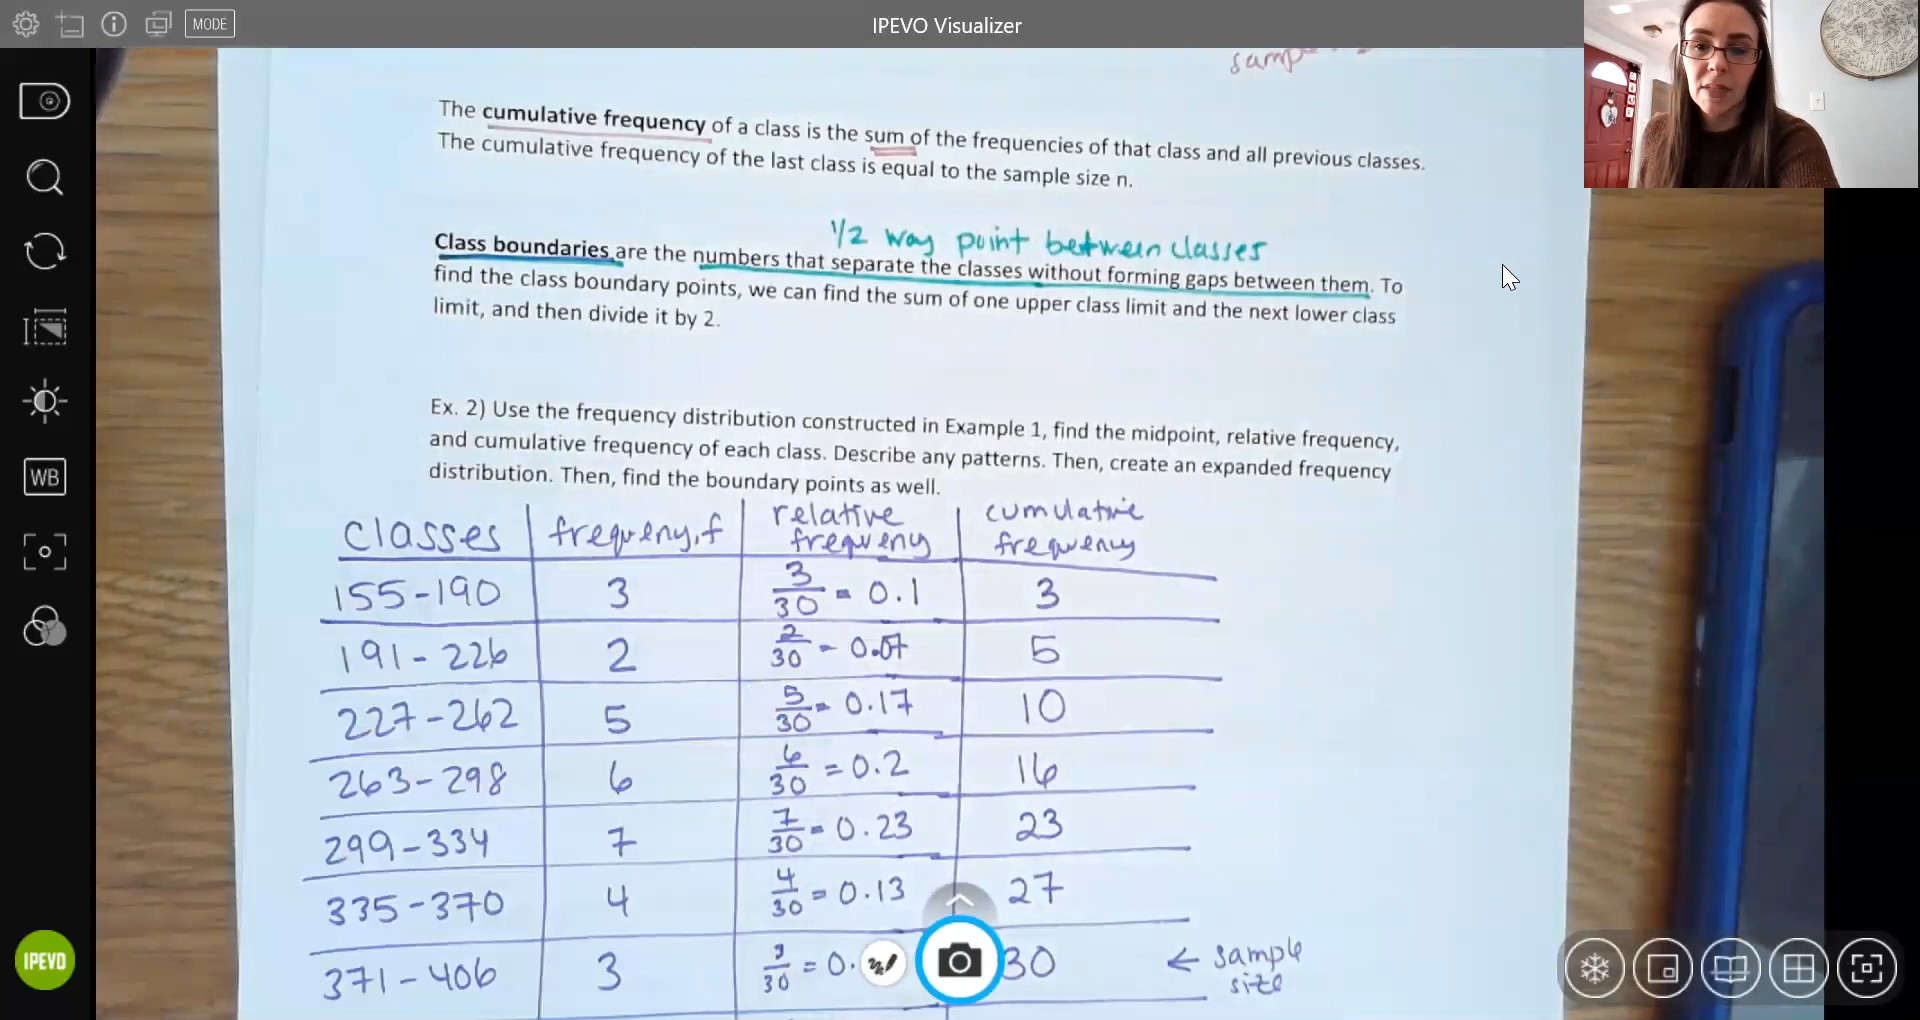 IPEVO Visualizer
MODE
The cumulative frequency of a class is the sum of the frequencies of that class and all previous classes.
The cumulative frequency of the last class is equal to the sample size n.
1/2 way point between classes
Class boundaries are the numbers that separate the classes without forming gaps between them. To
find the class boundary points, we can find the sum of one upper class limit and the next lower class
limit, and then divide it by 2.
Ex. 2) Use the frequency distribution constructed in Example 1, find the midpoint, relative frequency,
and cumulative frequency of each class. Describe any patterns. Then, create an expanded frequency
distribution. Then, find the boundary points as well.
classes frequeny,f relative frequeny cumulative frequency
155-190 3 3/30 = 0.1 3
191-226 2 2/30 = 0.07 5
227-262 5 5/30 = 0.17 10
263-298 6 6/30 = 0.2 16
299-334 7 7/30 = 0.23 23
335-370 4 4/30 = 0.13 27
371-406 3 3/30 = 0. 30 ← sample size
WB
IPEVO